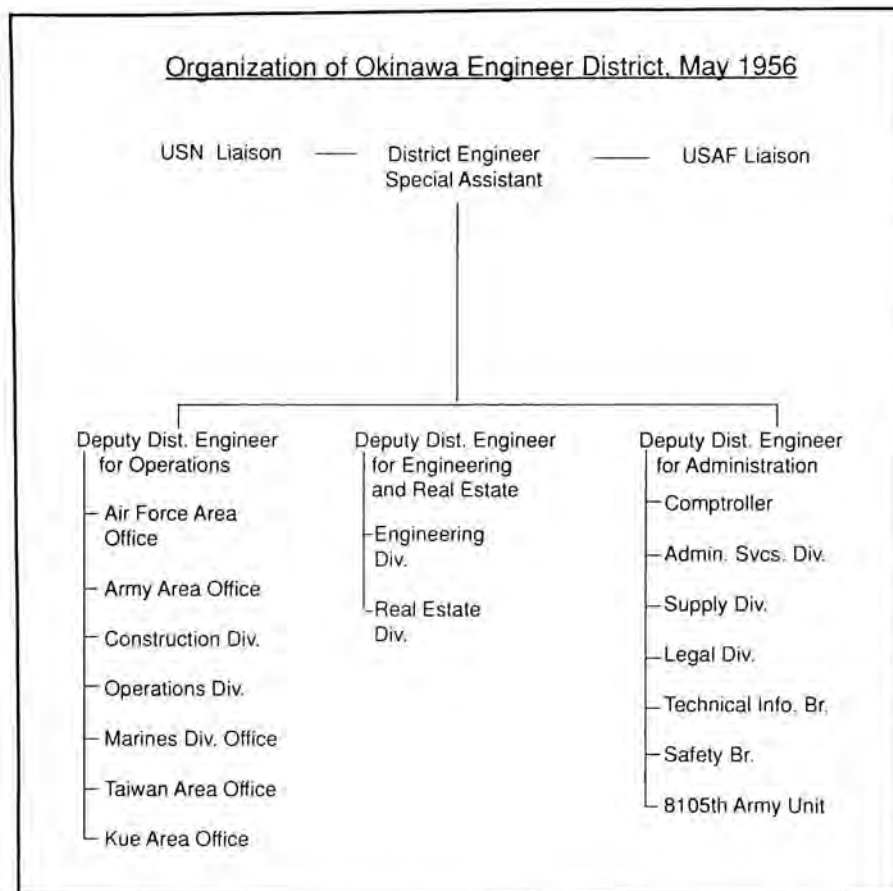 Organization of Okinawa Engineer District, May 1956
USN Liaison
District Engineer
Special Assistant
USAF Liaison
Deputy Dist. Engineer
for Operations
Air Force Area
Office
Army Area Office
Construction Div.
Operations Div.
Marines Div. Office
Taiwan Area Office
Kue Area Office
Deputy Dist. Engineer
for Engineering
and Real Estate
Engineering
Div.
Real Estate
Div.
Deputy Dist. Engineer
for Administration
Comptroller
Admin. Svcs. Div.
Supply Div.
Legal Div.
Technical Info. Br.
Safety Br.
8105th Army Unit